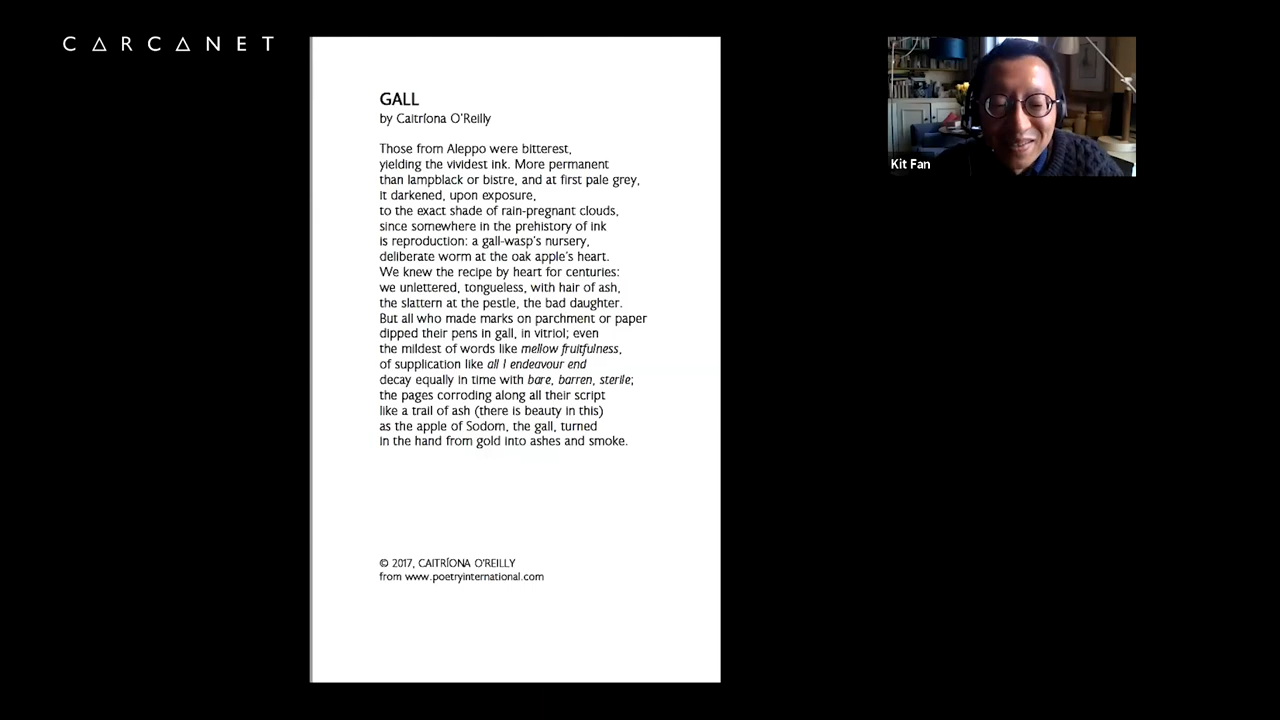 CARCANET
GALL
by Caitríona O'Reilly
Those from Aleppo were bitterest,
yielding the vividest ink. More permanent
than lampblack or bistre, and at first pale grey,
it darkened, upon exposure,
to the exact shade of rain-pregnant clouds,
since somewhere in the prehistory of ink
is reproduction: a gall-wasp's nursery,
deliberate worm at the oak apple's heart.
We knew the recipe by heart for centuries:
we unlettered, tongueless, with hair of ash,
the slattern at the pestle, the bad daughter.
But all who made marks on parchment or paper
dipped their pens in gall, in vitriol; even
the mildest of words like mellow fruitfulness,
of supplication like all I endeavour end
decay equally in time with bare, barren, sterile;
the pages corroding along all their script
like a trail of ash (there is beauty in this)
as the apple of Sodom, the gall, turned
in the hand from gold into ashes and smoke.
© 2017, CAITRÍONA O'REILLY
from www.poetryinternational.com
Kit Fan